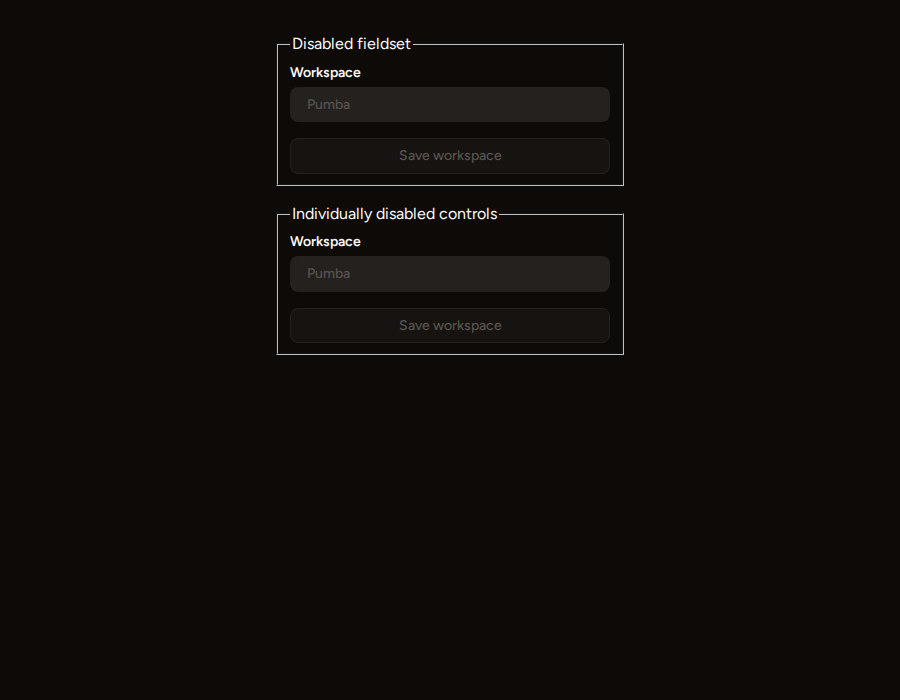 Disabled fieldset
Workspace
Pumba
Save workspace
Individually disabled controls
Workspace
Pumba
Save workspace